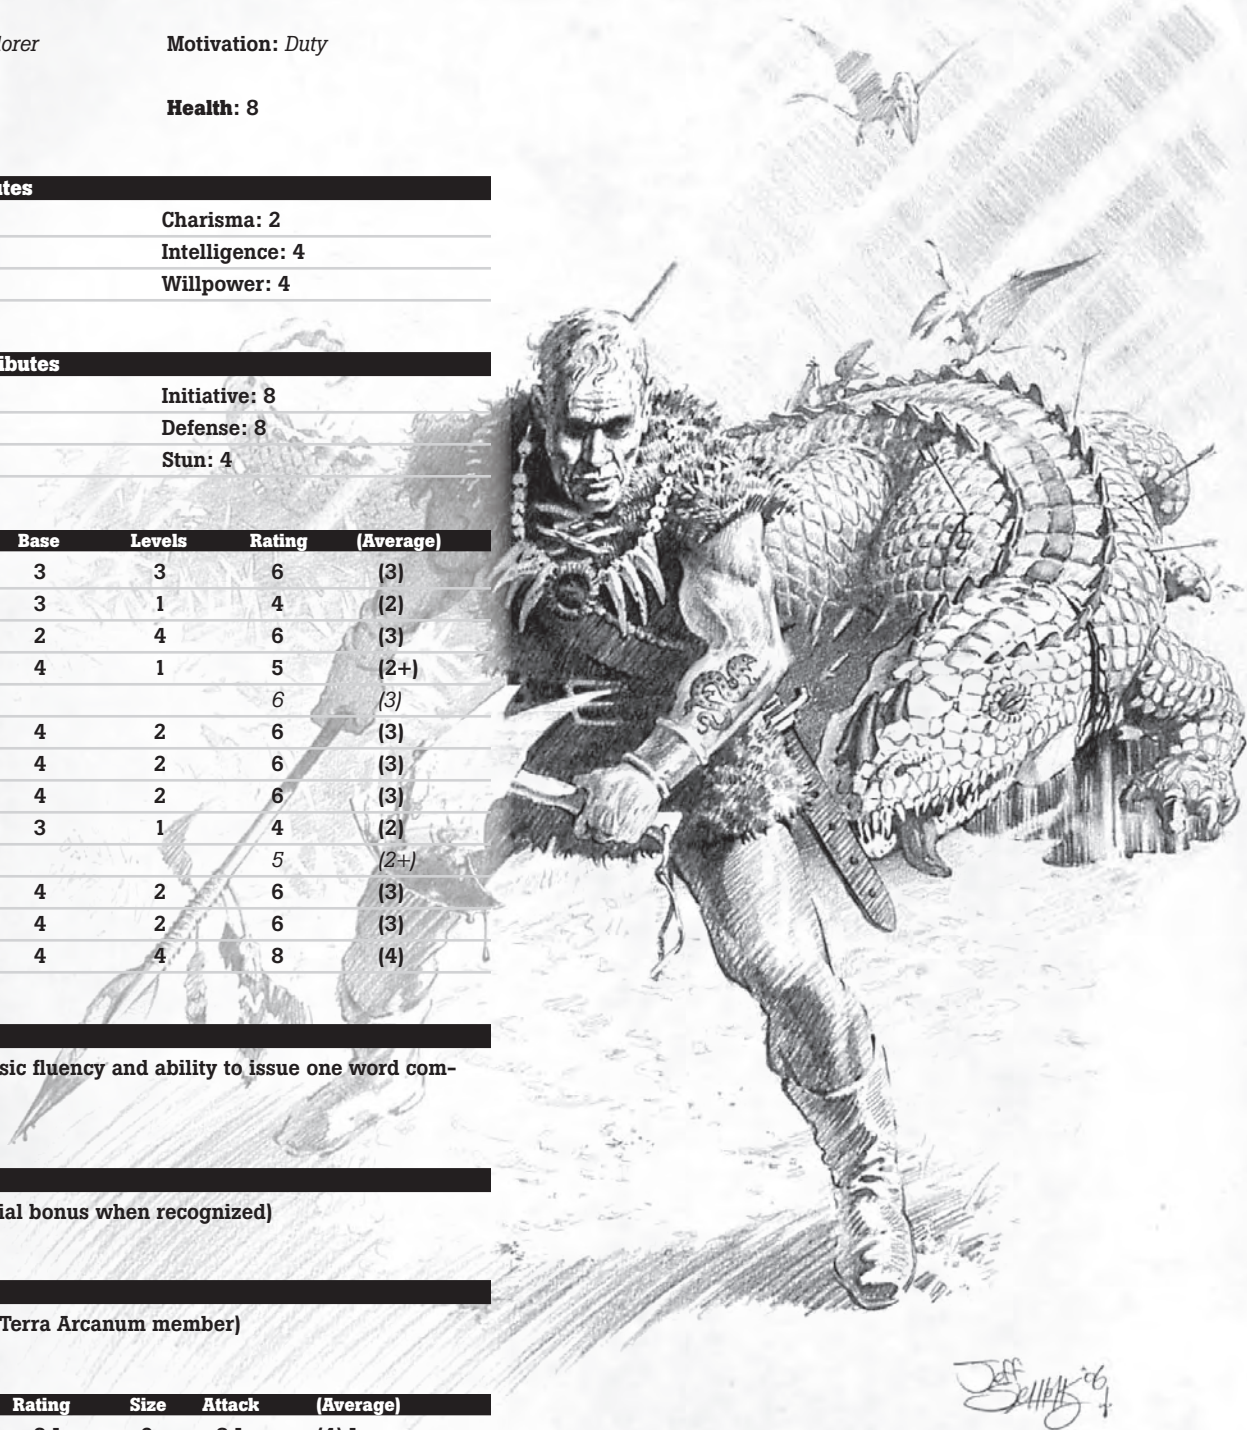 orer Motivation: Duty
Health: 8
utes
Charisma: 2
Intelligence: 4
Willpower: 4
ibutes
Initiative: 8
Defense: 8
Stun: 4
Base Levels Rating (Average)
3 3 6 (3)
3 1 4 (2)
2 4 6 (3)
4 1 5 (2+)
6 (3)
4 2 6 (3)
4 2 6 (3)
4 2 6 (3)
3 1 4 (2)
5 (2+)
4 2 6 (3)
4 2 6 (3)
4 4 8 (4)
sic fluency and ability to issue one word com-
ial bonus when recognized)
Terra Arcanum member)
Rating Size Attack (Average)
Jeff
'06